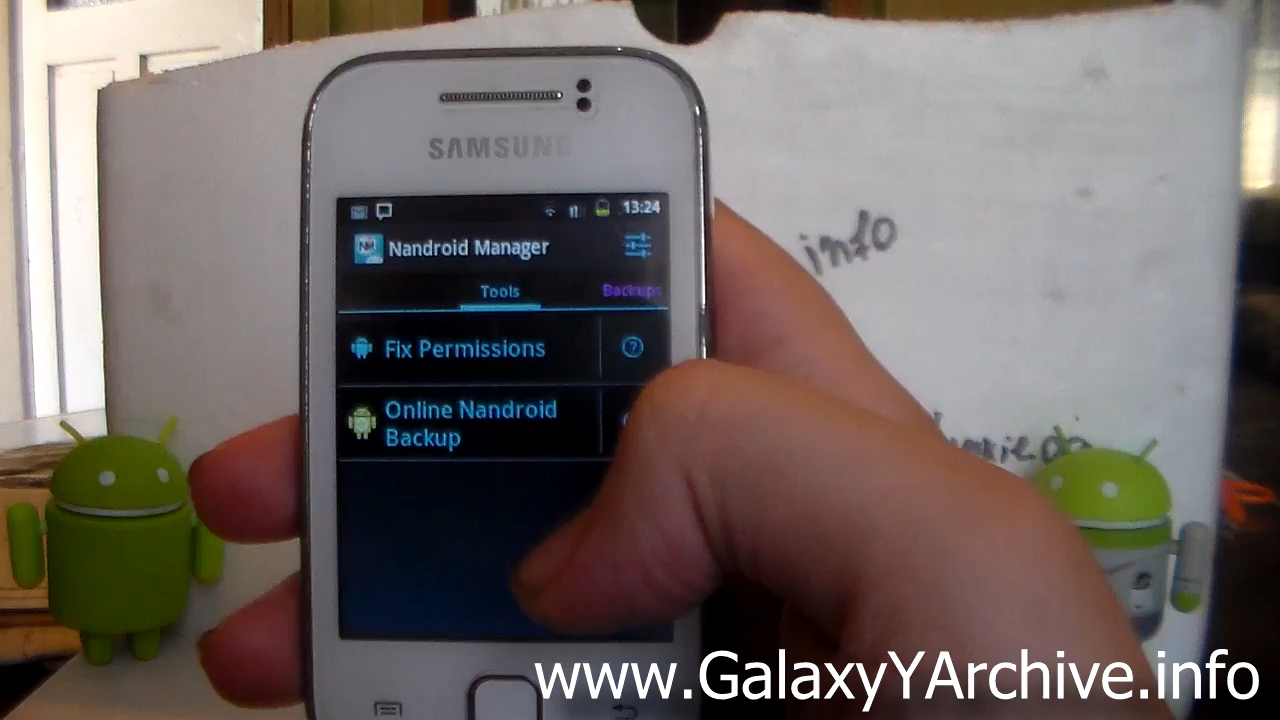 SAMSUNG
13:24
Nandroid Manager
Tools
Backups
Fix Permissions
?
Online Nandroid
Backup
info
www.GalaxyYArchive.info